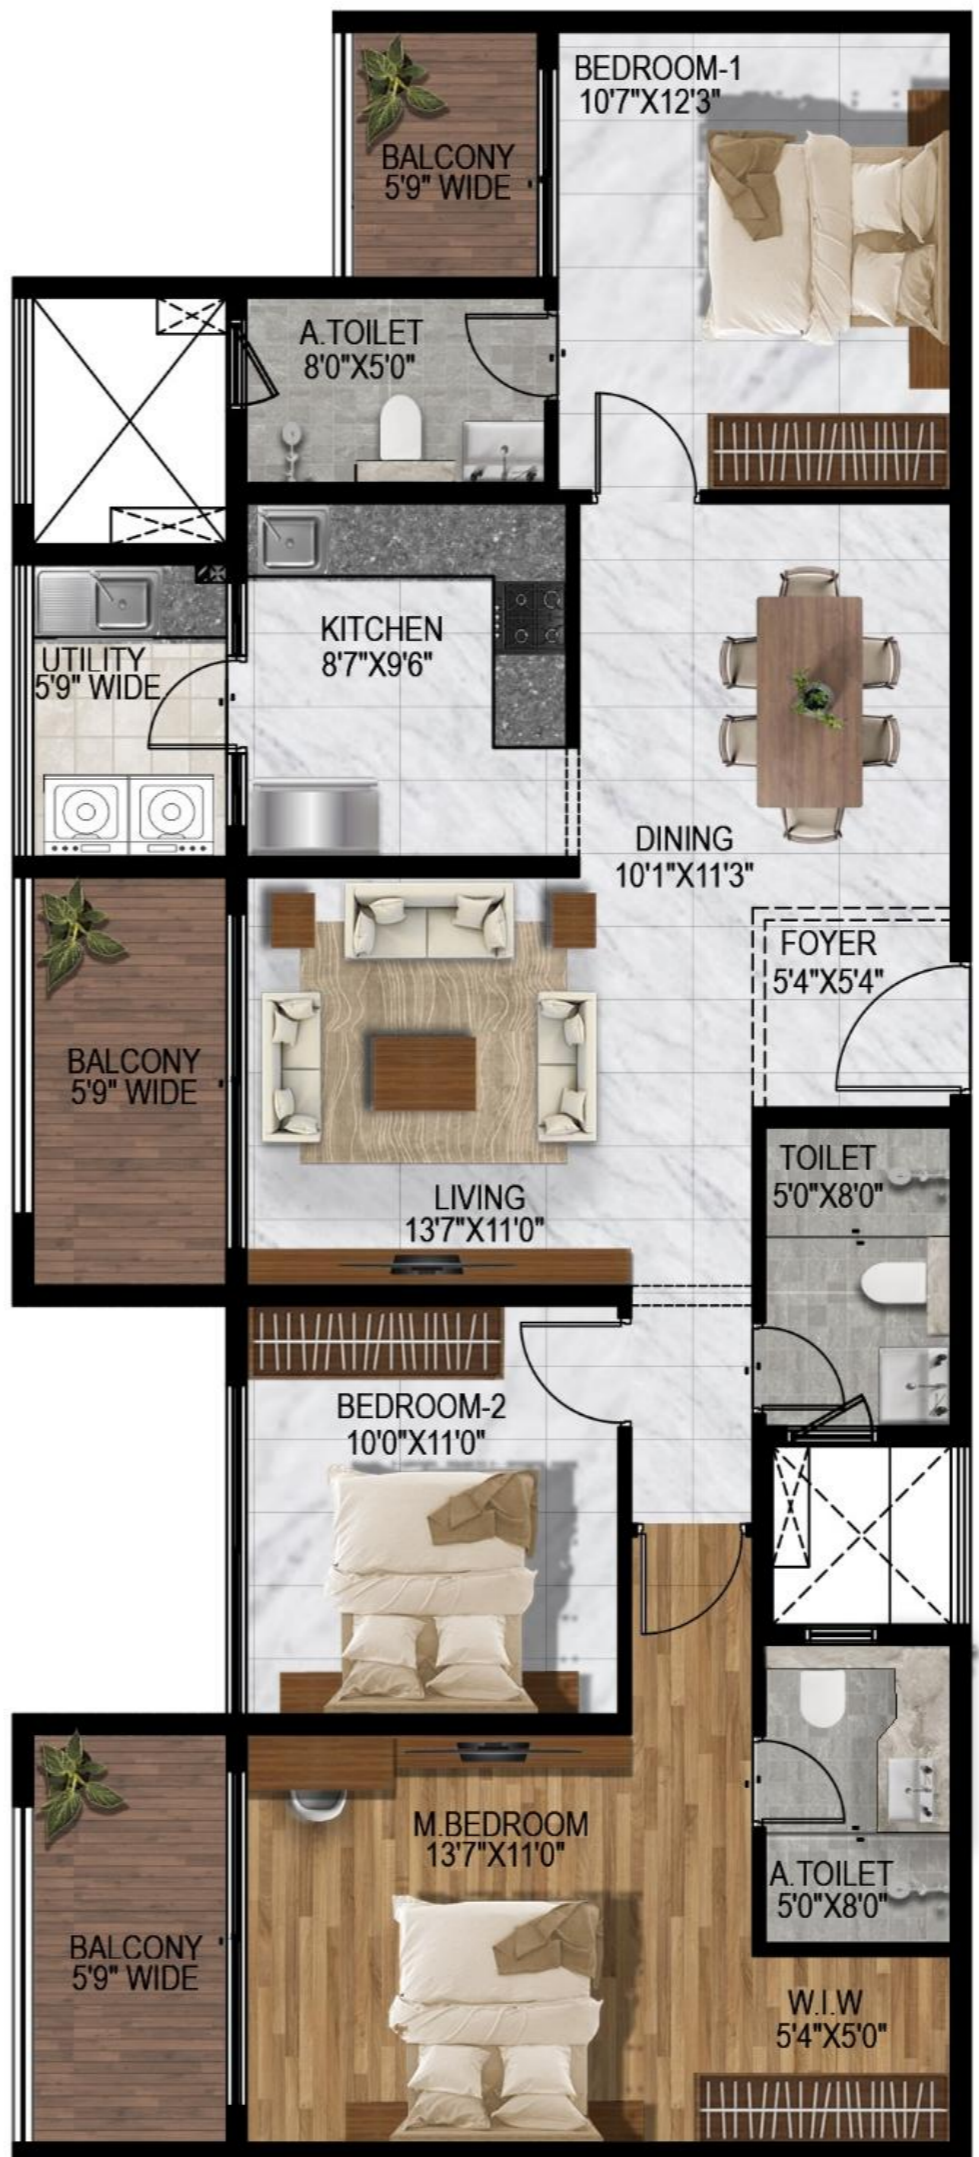 BEDROOM-1
10'7"X12'3"
BALCONY
5'9" WIDE
A.TOILET
8'0"X5'0"
KITCHEN
8'7"X9'6"
UTILITY
5'9" WIDE
DINING
10'1"X11'3"
FOYER
5'4"X5'4"
BALCONY
5'9" WIDE
TOILET
5'0"X8'0"
LIVING
13'7"X11'0"
BEDROOM-2
10'0"X11'0"
M.BEDROOM
13'7"X11'0"
A.TOILET
5'0"X8'0"
BALCONY
5'9" WIDE
W.I.W
5'4"X5'0"